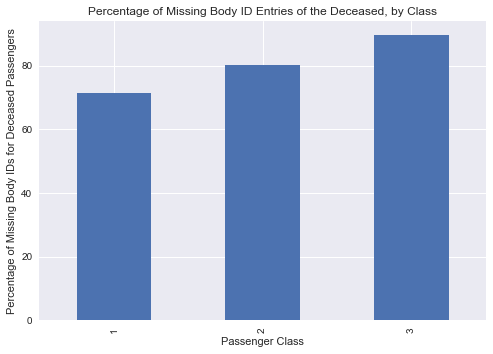 Percentage of Missing Body ID Entries of the Deceased, by Class
Percentage of Missing Body IDs for Deceased Passengers
80
60
40
20
0
1
2
3
Passenger Class